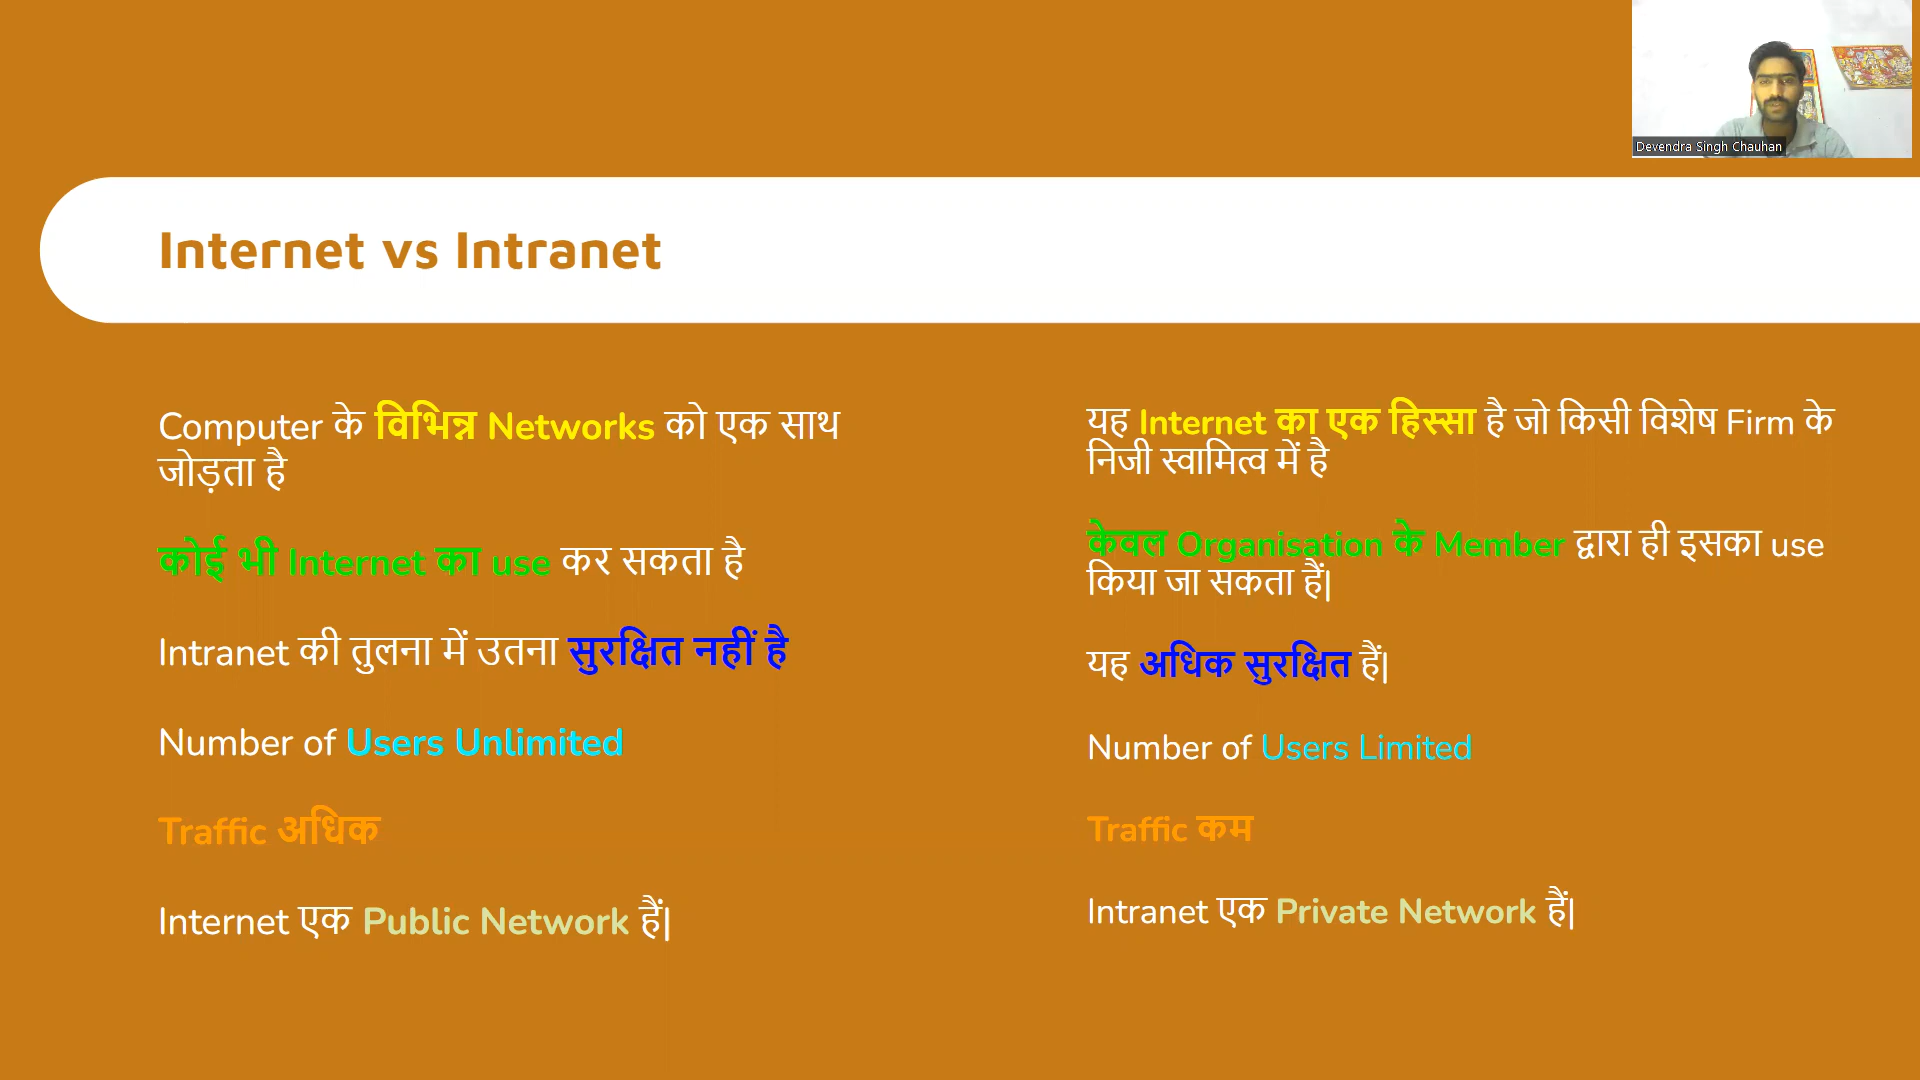 Devendra Singh Chauhan
Internet vs Intranet
Computer के विभिन्न Networks को एक साथ
जोड़ता है
कोई भी Internet का use कर सकता है
Intranet की तुलना में उतना सुरक्षित नहीं है
Number of Users Unlimited
Traffic अधिक
Internet एक Public Network हैं|
यह Internet का एक हिस्सा है जो किसी विशेष Firm के
निजी स्वामित्व में है
केवल Organisation के Member द्वारा ही इसका use
किया जा सकता हैं|
यह अधिक सुरक्षित हैं|
Number of Users Limited
Traffic कम
Intranet एक Private Network हैं|